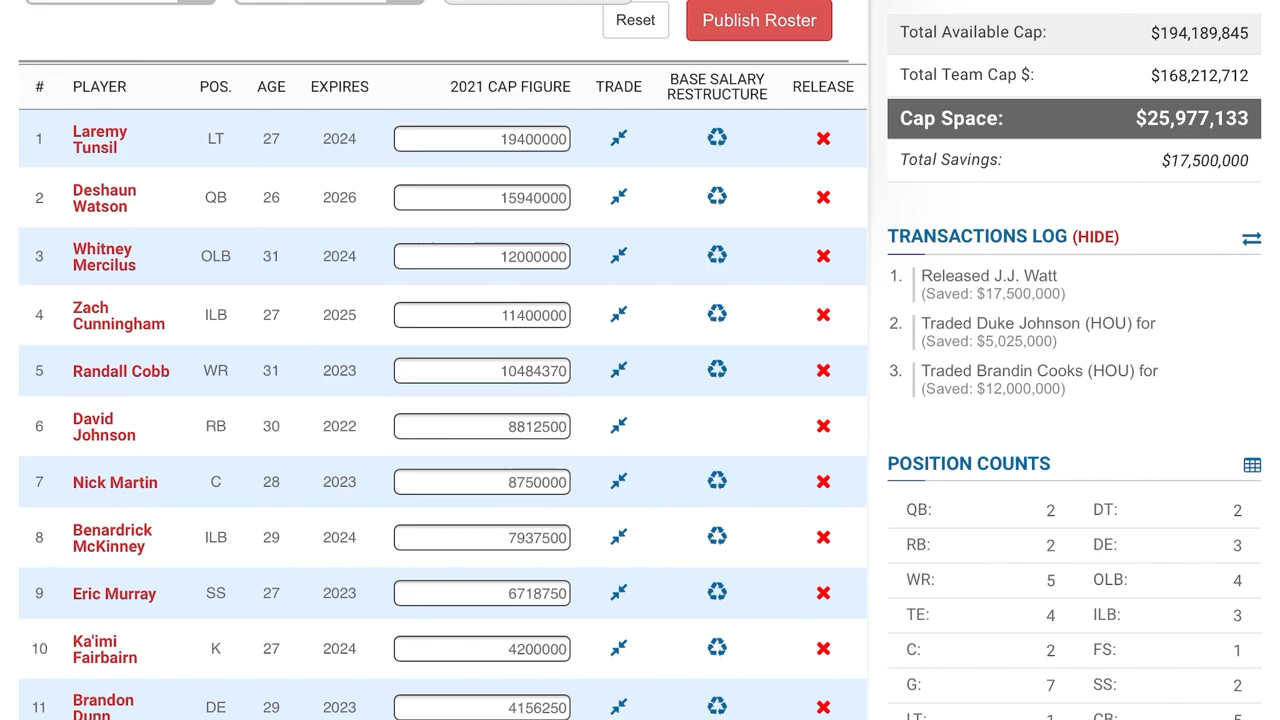 Reset
Publish Roster
# PLAYER POS. AGE EXPIRES 2021 CAP FIGURE TRADE BASE SALARY RESTRUCTURE RELEASE
1 Laremy Tunsil LT 27 2024 19400000
2 Deshaun Watson QB 26 2026 15940000
3 Whitney Mercilus OLB 31 2024 12000000
4 Zach Cunningham ILB 27 2025 11400000
5 Randall Cobb WR 31 2023 10484370
6 David Johnson RB 30 2022 8812500
7 Nick Martin C 28 2023 8750000
8 Benardrick McKinney ILB 29 2024 7937500
9 Eric Murray SS 27 2023 6718750
10 Ka'imi Fairbairn K 27 2024 4200000
11 Brandon Dunn DE 29 2023 4156250
Total Available Cap: $194,189,845
Total Team Cap $: $168,212,712
Cap Space: $25,977,133
Total Savings: $17,500,000
TRANSACTIONS LOG (HIDE)
1. Released J.J. Watt
(Saved: $17,500,000)
2. Traded Duke Johnson (HOU) for
(Saved: $5,025,000)
3. Traded Brandin Cooks (HOU) for
(Saved: $12,000,000)
POSITION COUNTS
QB: 2 DT: 2
RB: 2 DE: 3
WR: 5 OLB: 4
TE: 4 ILB: 3
C: 2 FS: 1
G: 7 SS: 2
LT: 1 CB: 5